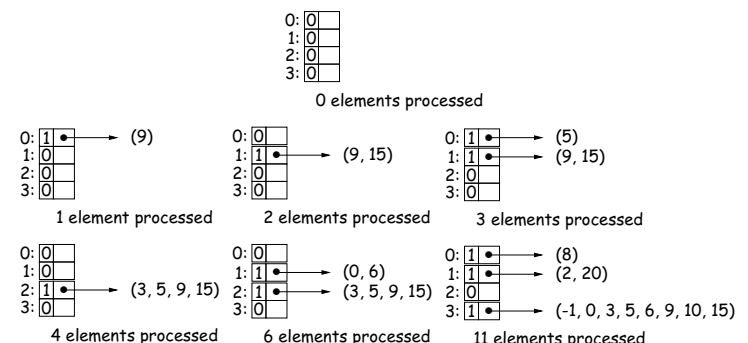 0: 0
1: 0
2: 0
3: 0
0 elements processed
0: 1 (9)
1: 0
2: 0
3: 0
1 element processed
0: 0
1: 1 (9, 15)
2: 0
3: 0
2 elements processed
0: 1 (5)
1: 1 (9, 15)
2: 0
3: 0
3 elements processed
0: 0
1: 0
2: 1 (3, 5, 9, 15)
3: 0
4 elements processed
0: 0
1: 1 (0, 6)
2: 1 (3, 5, 9, 15)
3: 0
6 elements processed
0: 1 (8)
1: 1 (2, 20)
2: 0
3: 1 (-1, 0, 3, 5, 6, 9, 10, 15)
11 elements processed